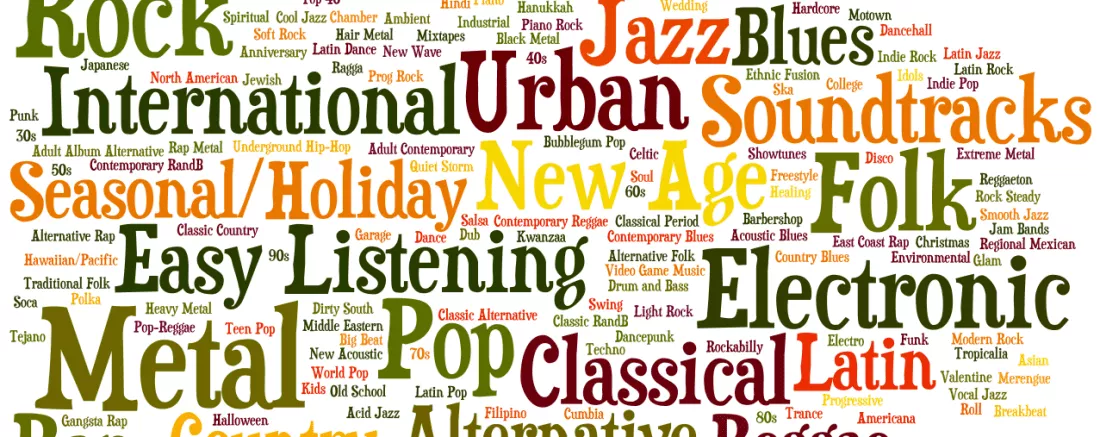 Rock
Spiritual
Cool Jazz
Chamber
Ambient
Hindi
Piano
Hanukkah
Wedding
Hardcore
Motown
Dancehall
Soft Rock
Hair Metal
Mixtapes
Industrial
Piano Rock
Black Metal
Jazz
Blues
Anniversary
Latin Dance
New Wave
40s
Indie Rock
Latin Jazz
Japanese
Ragga
International
Urban
North American
Jewish
Prog Rock
Ethnic Fusion
Ska
College
Idols
Latin Rock
Indie Pop
Soundtracks
Punk
30s
Adult Album Alternative
Rap Metal
Underground Hip-Hop
Adult Contemporary
Bubblegum Pop
Celtic
Showtunes
Disco
Extreme Metal
50s
Contemporary RandB
Quiet Storm
New Age
Soul
60s
Freestyle
Healing
Folk
Reggaeton
Rock Steady
Seasonal/Holiday
Salsa
Contemporary Reggae
Classical Period
Barbershop
Smooth Jazz
Jam Bands
Alternative Rap
Classic Country
Garage
Dance
Dub
Kwanzaa
Contemporary Blues
Acoustic Blues
East Coast Rap
Christmas
Regional Mexican
Easy Listening
90s
Hawaiian/Pacific
Alternative Folk
Country Blues
Environmental
Glam
Video Game Music
Traditional Folk
Drum and Bass
Electronic
Soca
Polka
Heavy Metal
Dirty South
Classic Alternative
Swing
Light Rock
Tejano
Metal
Pop-Reggae
Teen Pop
Middle Eastern
Pop
Classic RandB
Big Beat
Dancepunk
New Acoustic
70s
Techno
Rockabilly
Electro
Funk
Modern Rock
Tropicalia
Asian
World Pop
Classical
Latin
Kids
Old School
Latin Pop
Valentine
Merengue
Progressive
Vocal Jazz
Gangsta Rap
Halloween
Acid Jazz
Filipino
Cumbia
80s
Trance
Americana
Roll
Breakbeat
Rap
Country
Alternative
Reggae